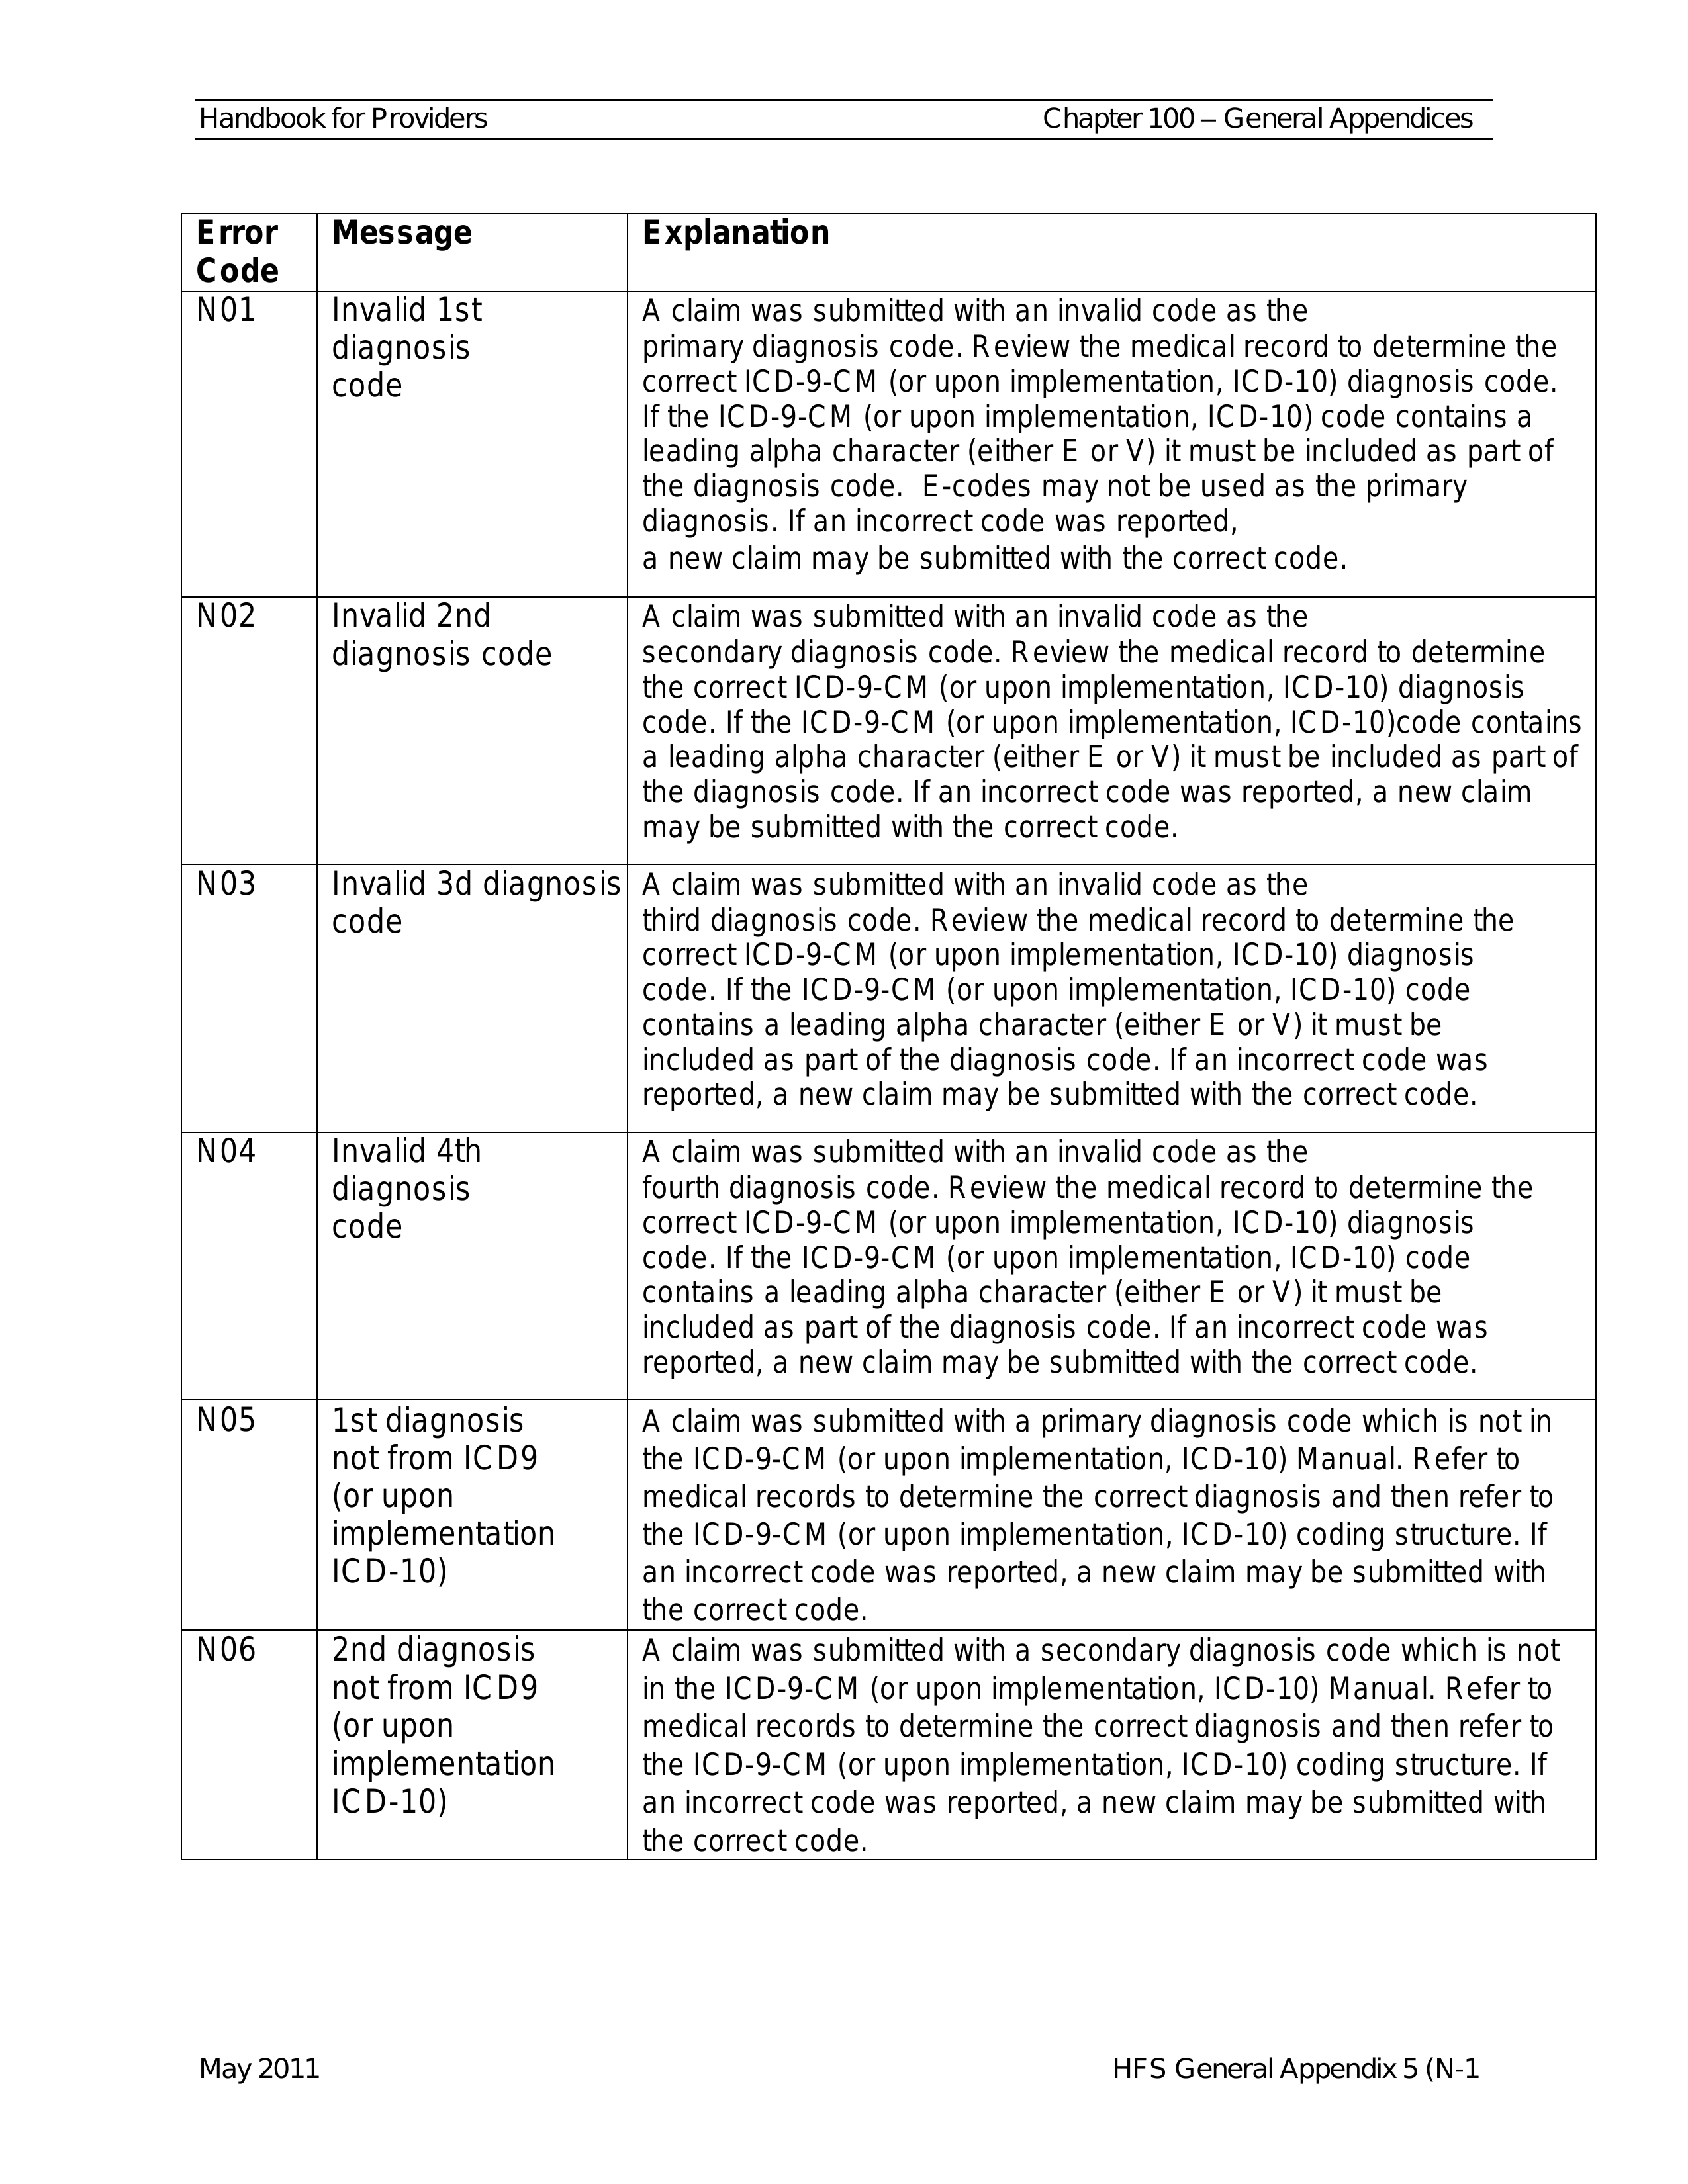 Handbook for Providers
Chapter 100 – General Appendices
Error
Code
Message
Explanation
N01
Invalid 1st
diagnosis
code
A claim was submitted with an invalid code as the
primary diagnosis code. Review the medical record to determine the
correct ICD-9-CM (or upon implementation, ICD-10) diagnosis code.
If the ICD-9-CM (or upon implementation, ICD-10) code contains a
leading alpha character (either E or V) it must be included as part of
the diagnosis code.  E-codes may not be used as the primary
diagnosis. If an incorrect code was reported,
a new claim may be submitted with the correct code.
N02
Invalid 2nd
diagnosis code
A claim was submitted with an invalid code as the
secondary diagnosis code. Review the medical record to determine
the correct ICD-9-CM (or upon implementation, ICD-10) diagnosis
code. If the ICD-9-CM (or upon implementation, ICD-10)code contains
a leading alpha character (either E or V) it must be included as part of
the diagnosis code. If an incorrect code was reported, a new claim
may be submitted with the correct code.
N03
Invalid 3d diagnosis
code
A claim was submitted with an invalid code as the
third diagnosis code. Review the medical record to determine the
correct ICD-9-CM (or upon implementation, ICD-10) diagnosis
code. If the ICD-9-CM (or upon implementation, ICD-10) code
contains a leading alpha character (either E or V) it must be
included as part of the diagnosis code. If an incorrect code was
reported, a new claim may be submitted with the correct code.
N04
Invalid 4th
diagnosis
code
A claim was submitted with an invalid code as the
fourth diagnosis code. Review the medical record to determine the
correct ICD-9-CM (or upon implementation, ICD-10) diagnosis
code. If the ICD-9-CM (or upon implementation, ICD-10) code
contains a leading alpha character (either E or V) it must be
included as part of the diagnosis code. If an incorrect code was
reported, a new claim may be submitted with the correct code.
N05
1st diagnosis
not from ICD9
(or upon
implementation
ICD-10)
A claim was submitted with a primary diagnosis code which is not in
the ICD-9-CM (or upon implementation, ICD-10) Manual. Refer to
medical records to determine the correct diagnosis and then refer to
the ICD-9-CM (or upon implementation, ICD-10) coding structure. If
an incorrect code was reported, a new claim may be submitted with
the correct code.
N06
2nd diagnosis
not from ICD9
(or upon
implementation
ICD-10)
A claim was submitted with a secondary diagnosis code which is not
in the ICD-9-CM (or upon implementation, ICD-10) Manual. Refer to
medical records to determine the correct diagnosis and then refer to
the ICD-9-CM (or upon implementation, ICD-10) coding structure. If
an incorrect code was reported, a new claim may be submitted with
the correct code.
May 2011
HFS General Appendix 5 (N-1